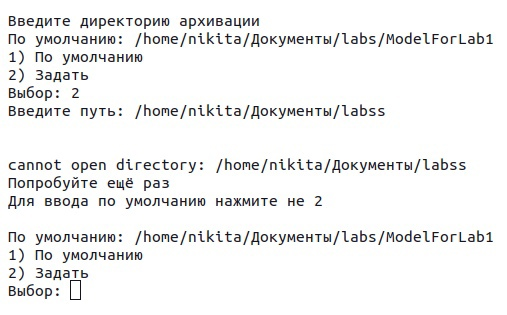 Введите директорию архивации
По умолчанию: /home/nikita/Документы/labs/ModelForLab1
1) По умолчанию
2) Задать
Выбор: 2
Введите путь: /home/nikita/Документы/labss
cannot open directory: /home/nikita/Документы/labss
Попробуйте ещё раз
Для ввода по умолчанию нажмите не 2
По умолчанию: /home/nikita/Документы/labs/ModelForLab1
1) По умолчанию
2) Задать
Выбор: